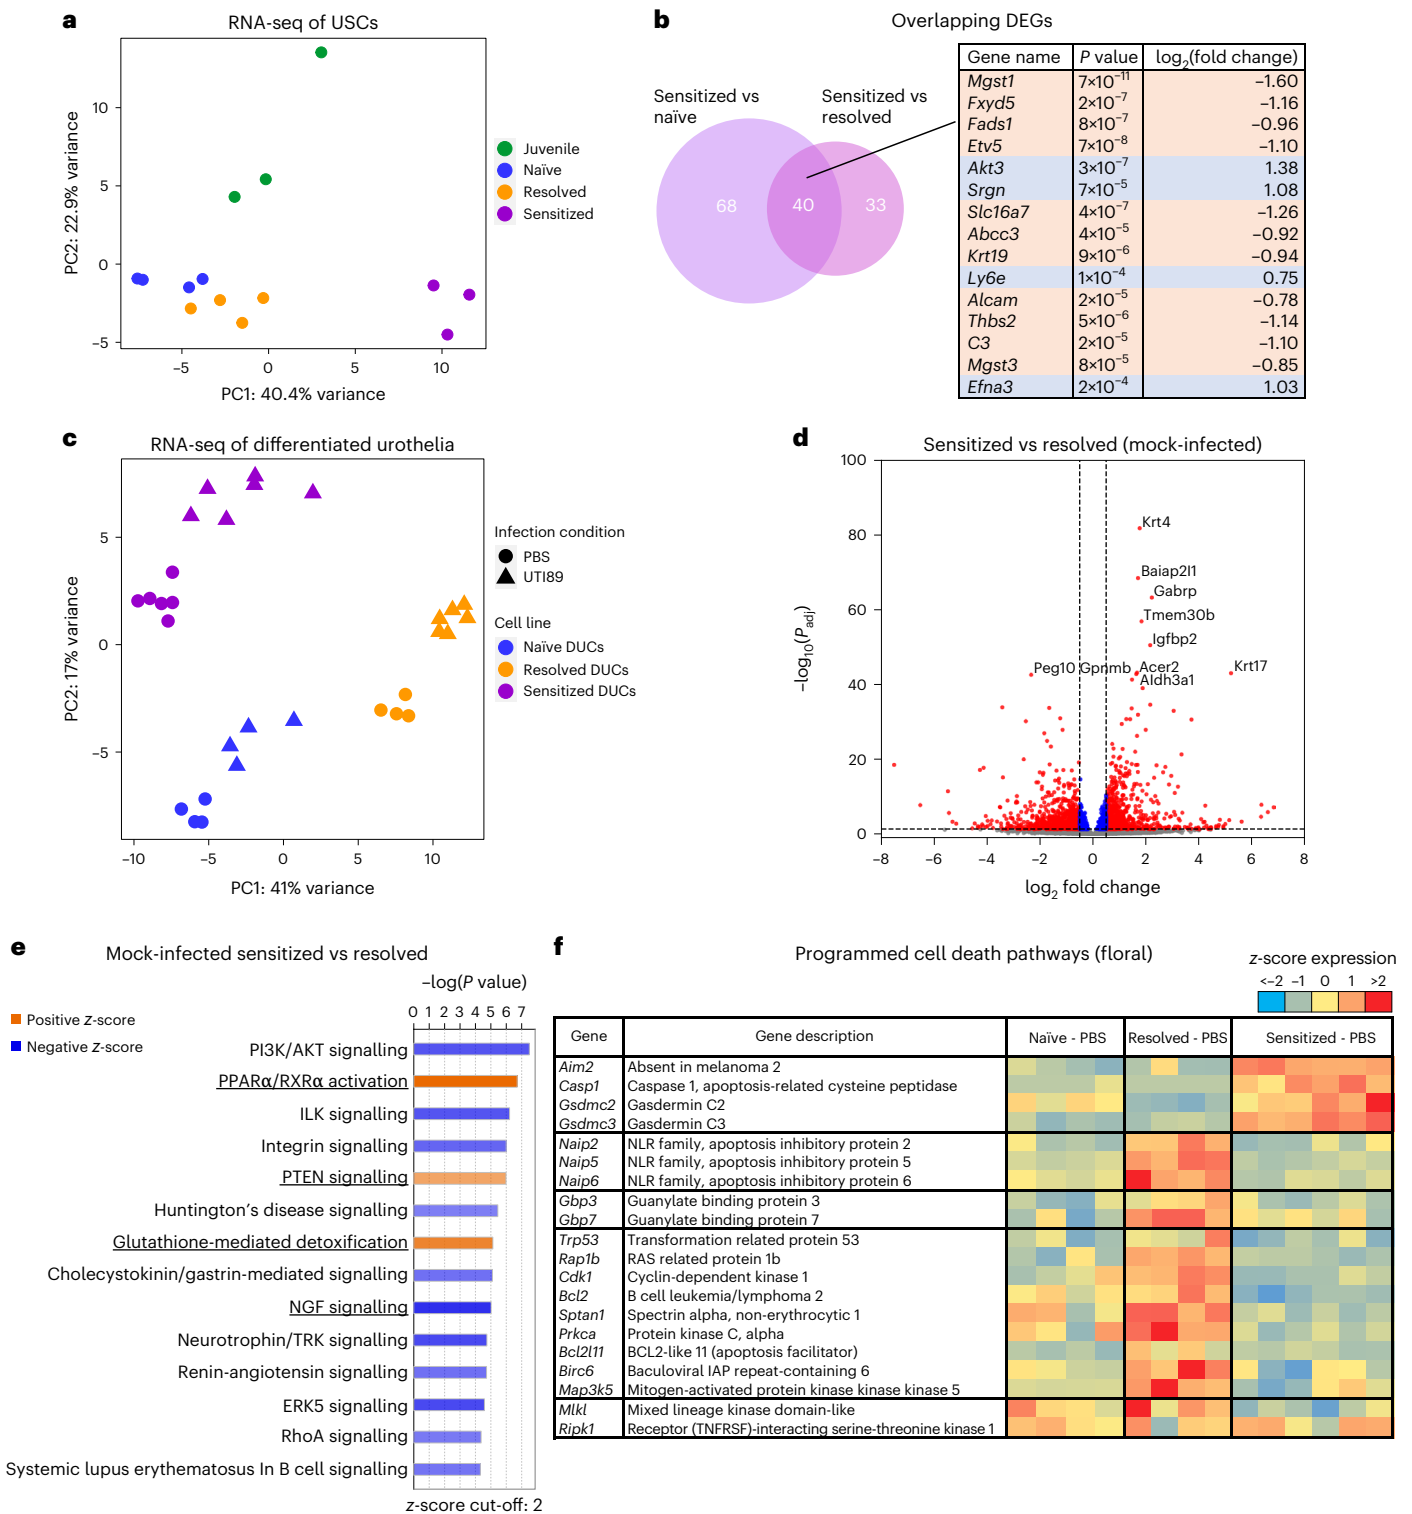 a
RNA-seq of USCs
PC2: 22.9% variance
10
5
0
−5
−5
0
5
10
PC1: 40.4% variance
Juvenile
Naïve
Resolved
Sensitized
b
Overlapping DEGs
Sensitized vs
naïve
Sensitized vs
resolved
68
40
33
Gene name P value log2(fold change)
Mgst1 7×10−11 −1.60
Fxyd5 2×10−7 −1.16
Fads1 8×10−7 −0.96
Etv5 7×10−8 −1.10
Akt3 3×10−7 1.38
Srgn 7×10−5 1.08
Slc16a7 4×10−7 −1.26
Abcc3 4×10−5 −0.92
Krt19 9×10−6 −0.94
Ly6e 1×10−4 0.75
Alcam 2×10−5 −0.78
Thbs2 5×10−6 −1.14
C3 2×10−5 −1.10
Mgst3 8×10−5 −0.85
Efna3 2×10−4 1.03
c
RNA-seq of differentiated urothelia
PC2: 17% variance
5
0
−5
−10
−5
0
5
10
PC1: 41% variance
Infection condition
PBS
UTI89
Cell line
Naïve DUCs
Resolved DUCs
Sensitized DUCs
d
Sensitized vs resolved (mock-infected)
−log10(Padj)
100
80
60
40
20
0
Krt4
Baiap2l1
Gabrp
Tmem30b
Igfbp2
Peg10 Gpnmb Acer2
Krt17
Aldh3a1
−8
−6
−4
−2
0
2
4
6
8
log2 fold change
e
Mock-infected sensitized vs resolved
−log(P value)
0 1 2 3 4 5 6 7
Positive z-score
Negative z-score
PI3K/AKT signalling
PPARα/RXRα activation
ILK signalling
Integrin signalling
PTEN signalling
Huntington's disease signalling
Glutathione-mediated detoxification
Cholecystokinin/gastrin-mediated signalling
NGF signalling
Neurotrophin/TRK signalling
Renin-angiotensin signalling
ERK5 signalling
RhoA signalling
Systemic lupus erythematosus In B cell signalling
z-score cut-off: 2
f
Programmed cell death pathways (floral)
z-score expression
<−2 −1 0 1 >2
Gene Gene description Naïve - PBS Resolved - PBS Sensitized - PBS
Aim2 Absent in melanoma 2
Casp1 Caspase 1, apoptosis-related cysteine peptidase
Gsdmc2 Gasdermin C2
Gsdmc3 Gasdermin C3
Naip2 NLR family, apoptosis inhibitory protein 2
Naip5 NLR family, apoptosis inhibitory protein 5
Naip6 NLR family, apoptosis inhibitory protein 6
Gbp3 Guanylate binding protein 3
Gbp7 Guanylate binding protein 7
Trp53 Transformation related protein 53
Rap1b RAS related protein 1b
Cdk1 Cyclin-dependent kinase 1
Bcl2 B cell leukemia/lymphoma 2
Sptan1 Spectrin alpha, non-erythrocytic 1
Prkca Protein kinase C, alpha
Bcl2l11 BCL2-like 11 (apoptosis facilitator)
Birc6 Baculoviral IAP repeat-containing 6
Map3k5 Mitogen-activated protein kinase kinase kinase 5
Mlkl Mixed lineage kinase domain-like
Ripk1 Receptor (TNFRSF)-interacting serine-threonine kinase 1